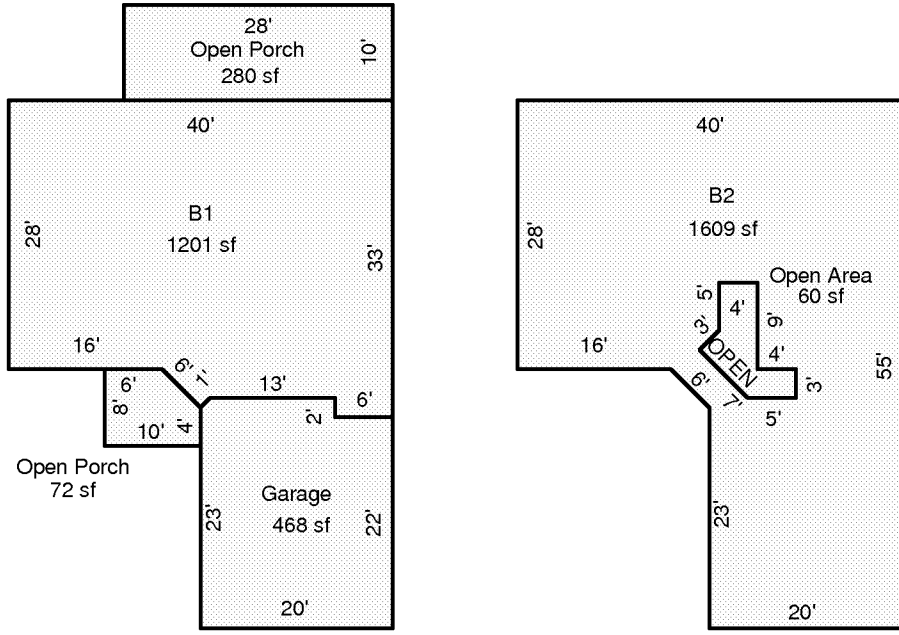 28'
Open Porch
280 sf
10'
40'
B1
1201 sf
28'
33'
16'
6'
1'
13'
6'
2'
6'
8'
10'
4'
Open Porch
72 sf
Garage
468 sf
23'
22'
20'
40'
B2
1609 sf
28'
Open Area
60 sf
5'
4'
9'
3'
OPEN
4'
3'
5'
7'
6'
16'
55'
23'
20'